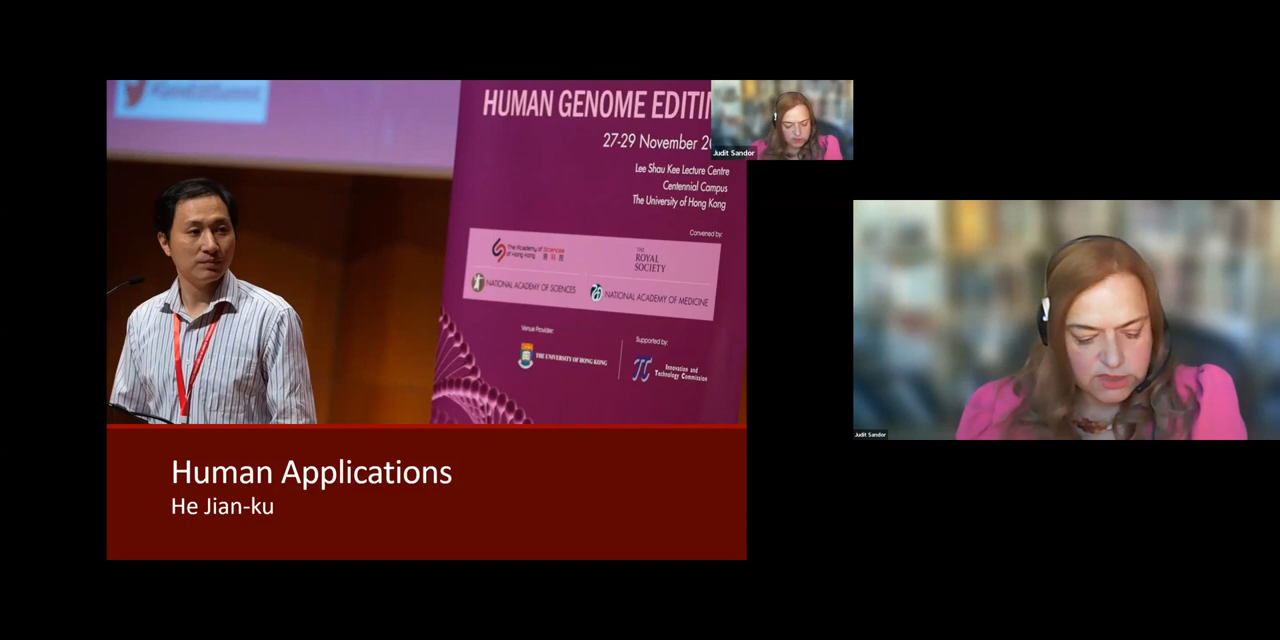 #GeneEditSummit
HUMAN GENOME EDITIN
27-29 November 20
Lee Shau Kee Lecture Centre
Centennial Campus
The University of Hong Kong
Convened by:
The Academy of Sciences
of Hong Kong
THE
ROYAL
SOCIETY
NATIONAL ACADEMY OF SCIENCES
NATIONAL ACADEMY OF MEDICINE
Venue Provider:
THE UNIVERSITY OF HONG KONG
Supported by:
Innovation and
Technology Commission
Human Applications
He Jian-ku
Judit Sandor
Judit Sandor